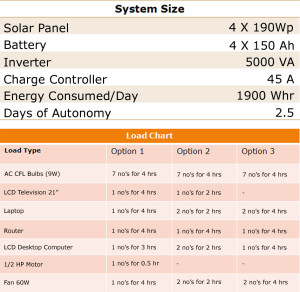 System Size
Solar Panel 4 X 190Wp
Battery 4 X 150 Ah
Inverter 5000 VA
Charge Controller 45 A
Energy Consumed/Day 1900 Whr
Days of Autonomy 2.5
Load Chart
Load Type Option 1 Option 2 Option 3
AC CFL Bulbs (9W) 7 no's for 4 hrs 7 no's for 4 hrs 7 no's for 4 hrs
LCD Television 21" 1 no's for 4 hrs 1 no's for 2 hrs -
Laptop 1 no's for 4 hrs 2 no's for 2 hrs 2 no's for 4 hrs
Router 1 no's for 4 hrs 1 no's for 4 hrs 1 no's for 4 hrs
LCD Desktop Computer 1 no's for 3 hrs 2 no's for 2 hrs 1 no's for 4 hrs
1/2 HP Motor 1 no's for 0.5 hr - -
Fan 60W 1 no's for 4 hrs 2 no's for 2 hrs 2 no's for 4 hrs